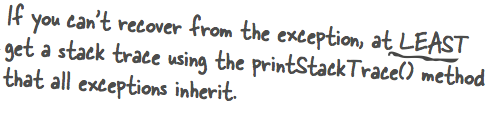 If you can't recover from the exception, at LEAST
get a stack trace using the printStackTrace() method
that all exceptions inherit.